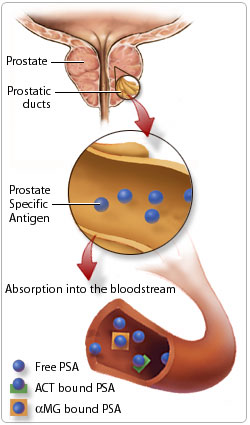 Prostate
Prostatic
ducts
Prostate
Specific
Antigen
Absorption into the bloodstream
Free PSA
ACT bound PSA
αMG bound PSA